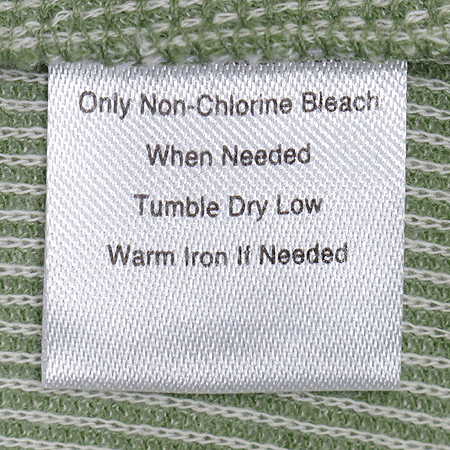 Only Non-Chlorine Bleach
When Needed
Tumble Dry Low
Warm Iron If Needed